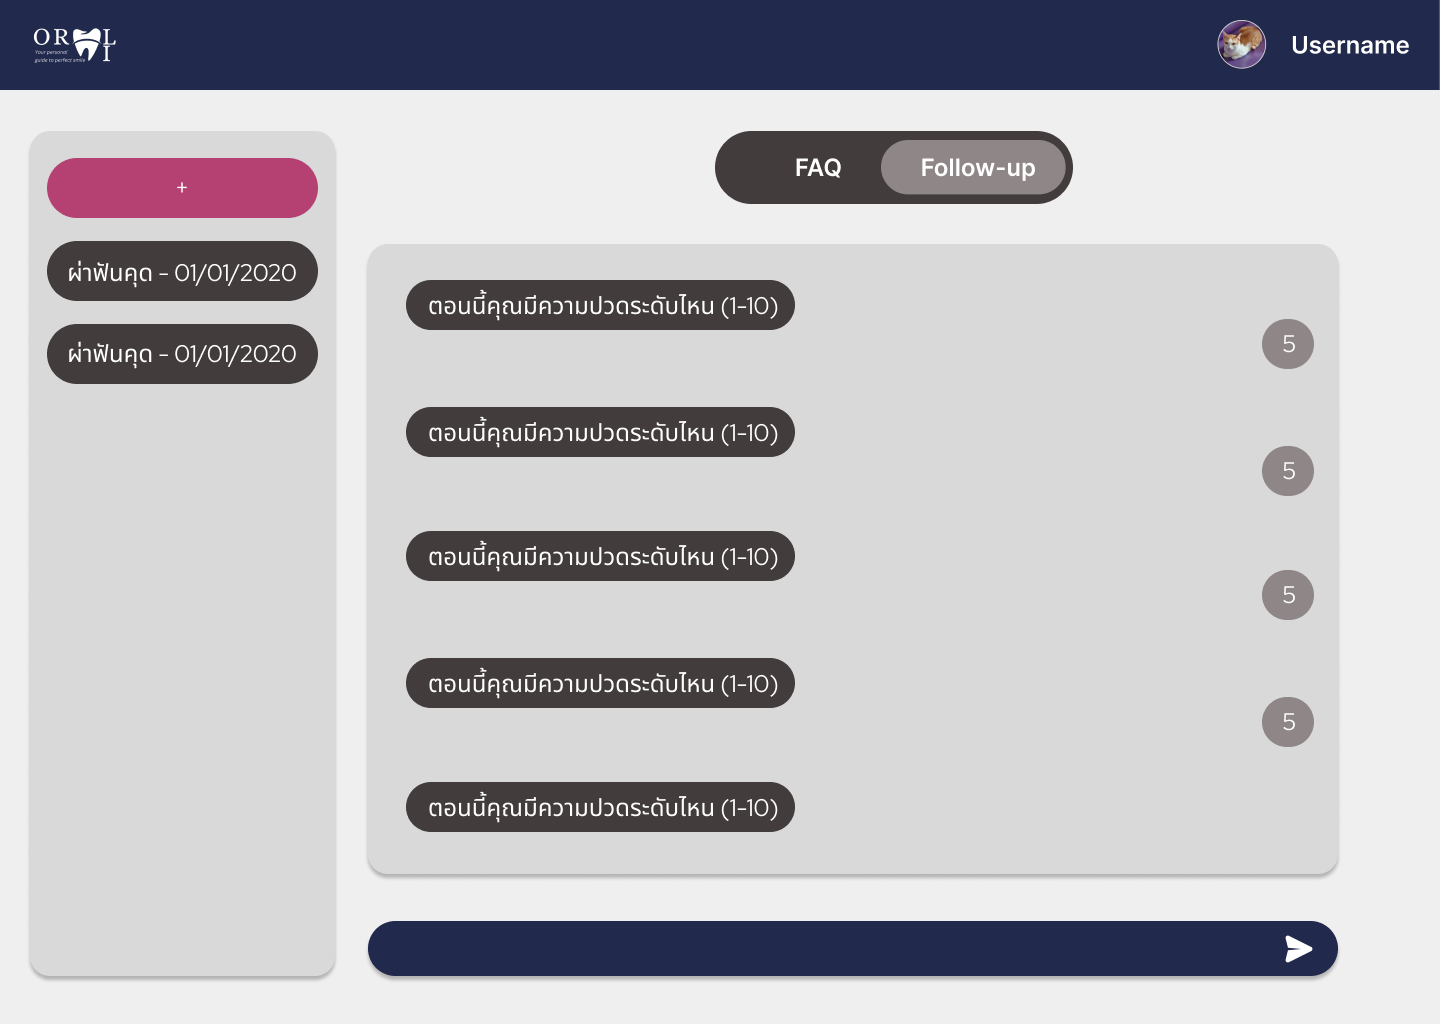 OR L
I
Your personal
guide to perfect smile
Username
+
ผ่าฟันคุด - 01/01/2020
ผ่าฟันคุด - 01/01/2020
FAQ
Follow-up
ตอนนี้คุณมีความปวดระดับไหน (1-10)
5
ตอนนี้คุณมีความปวดระดับไหน (1-10)
5
ตอนนี้คุณมีความปวดระดับไหน (1-10)
5
ตอนนี้คุณมีความปวดระดับไหน (1-10)
5
ตอนนี้คุณมีความปวดระดับไหน (1-10)